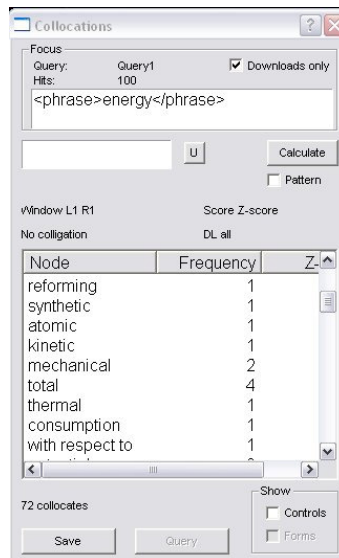 Collocations
Focus
Query: Query1 Downloads only
Hits: 100
<phrase>energy</phrase>
U Calculate
Pattern
Window L1 R1 Score Z-score
No colligation DL all
Node Frequency Z-
reforming 1
synthetic 1
atomic 1
kinetic 1
mechanical 2
total 4
thermal 1
consumption 1
with respect to 1
72 collocates
Show
Controls
Forms
Save Query